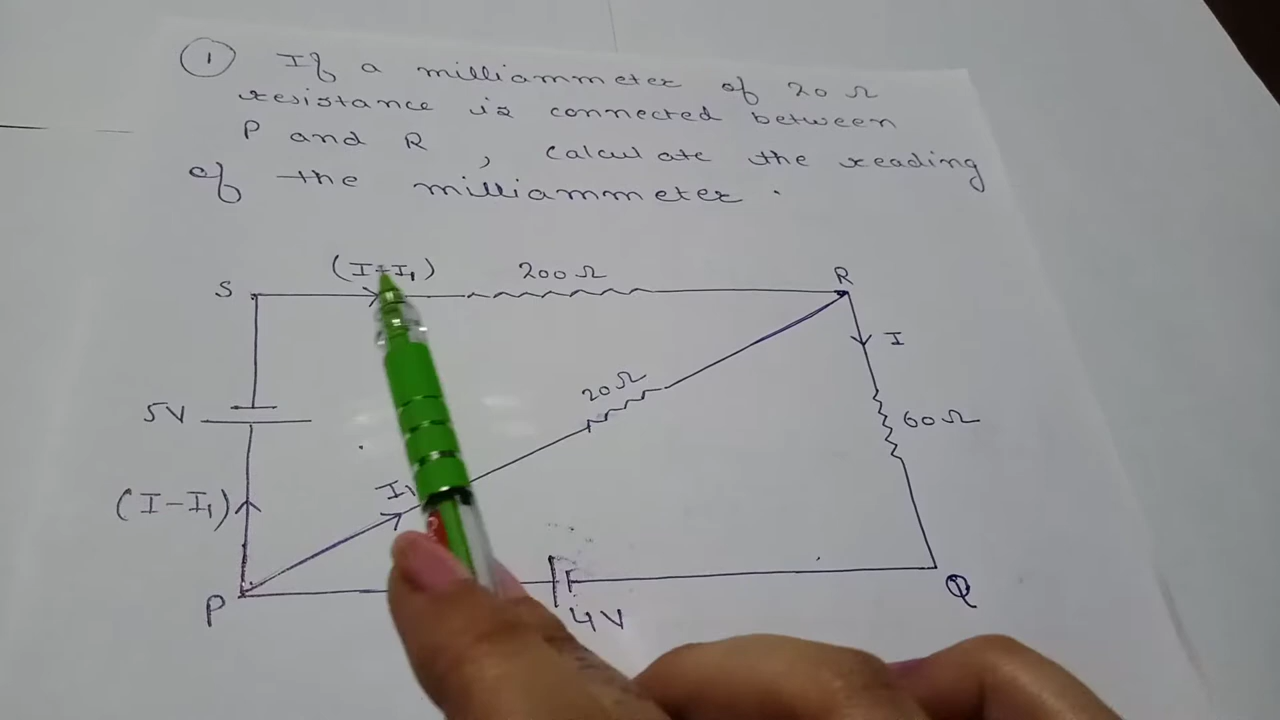 1 If a milliammeter of 20 Ω
resistance is connected between
P and R , calculate the reading
of the milliammeter .
S (I-I₁) 200 Ω R
I
20 Ω
5V 60 Ω
(I-I₁) I₁
P 4V Q